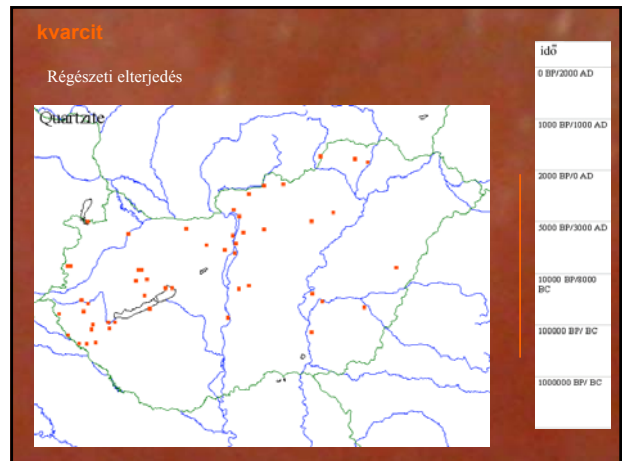 kvarcit
Régészeti elterjedés
Quartzite
idő
0 BP/2000 AD
1000 BP/1000 AD
2000 BP/0 AD
5000 BP/3000 AD
10000 BP/8000
BC
100000 BP/ BC
1000000 BP/ BC